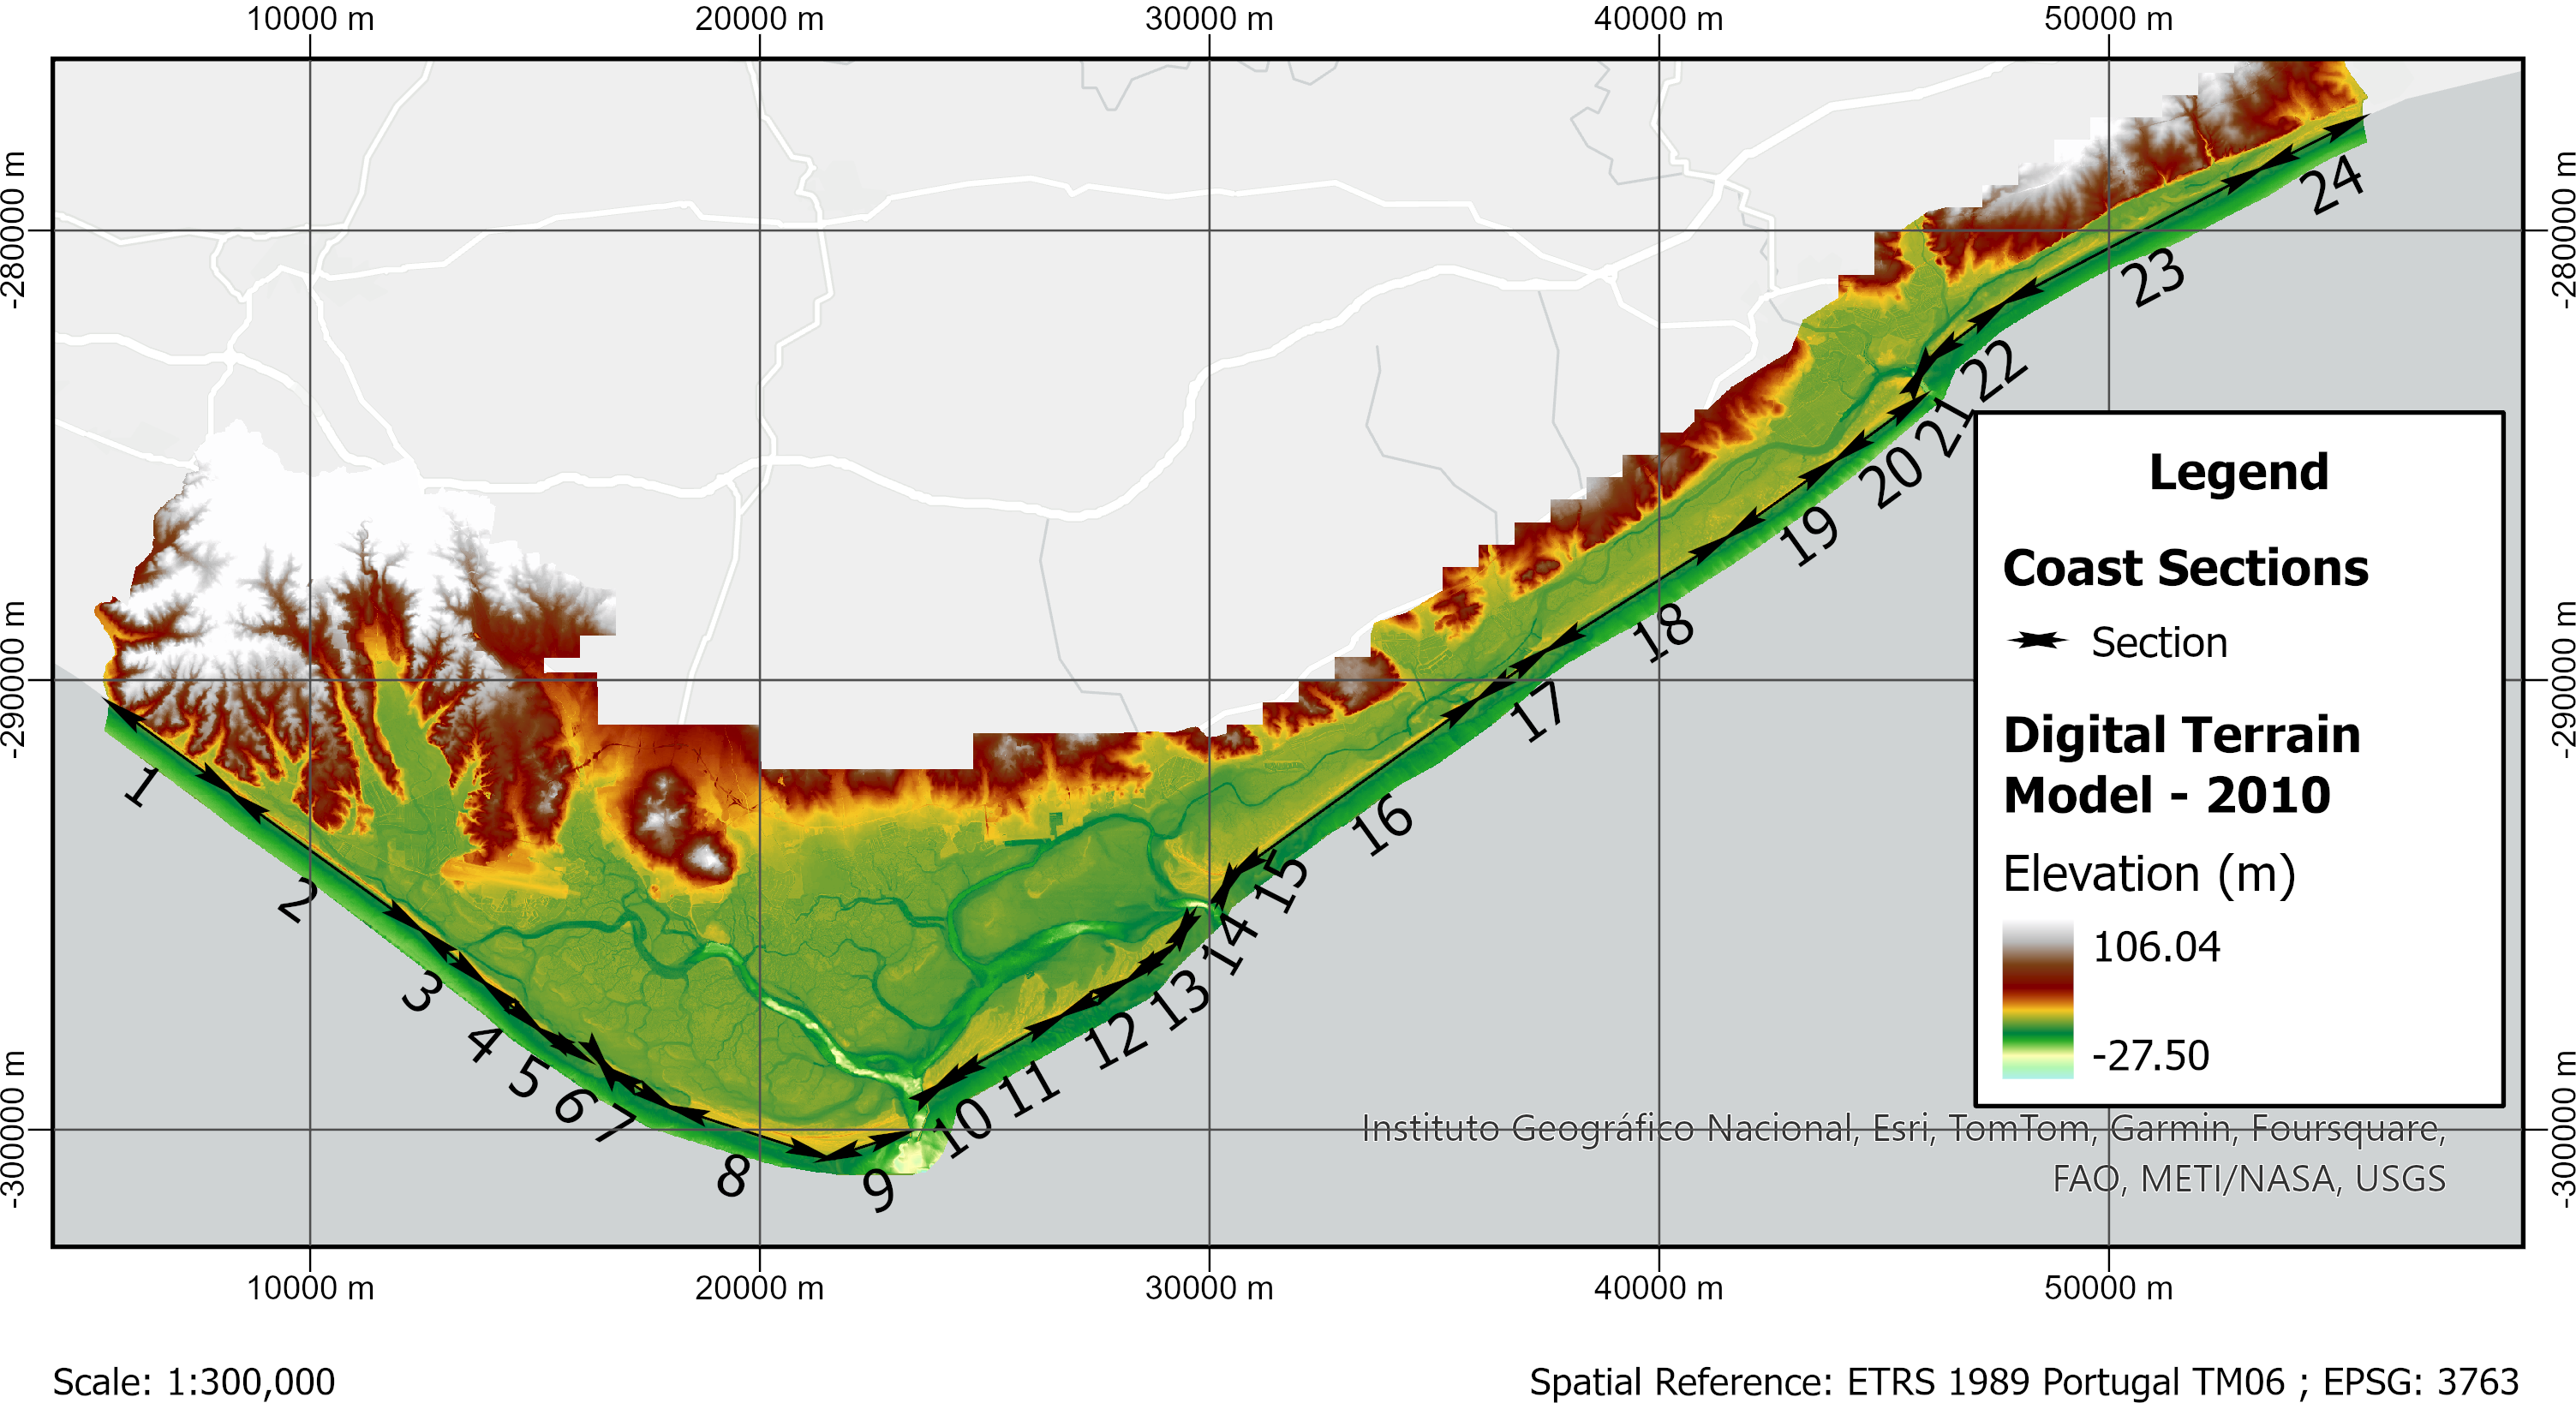 10000 m 20000 m 30000 m 40000 m 50000 m
-280000 m -280000 m
-290000 m -290000 m
-300000 m -300000 m
1
2
3
4
5
6
7
8
9
10
11
12
13
14
15
16
17
18
19
20
21
22
23
24
Legend
Coast Sections
Section
Digital Terrain
Model - 2010
Elevation (m)
106.04
-27.50
Instituto Geográfico Nacional, Esri, TomTom, Garmin, Foursquare,
FAO, METI/NASA, USGS
10000 m 20000 m 30000 m 40000 m 50000 m
Scale: 1:300,000
Spatial Reference: ETRS 1989 Portugal TM06 ; EPSG: 3763